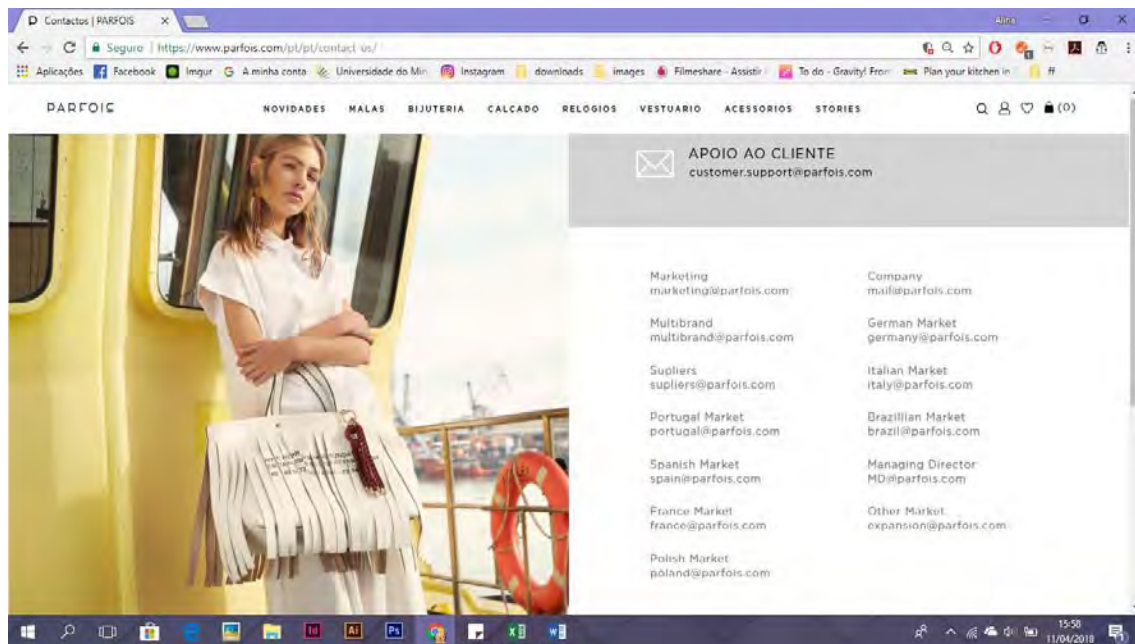 Contactos | PARFOIS
Alina
Seguro | https://www.parfois.com/pt/pt/contact-us/
Aplicações Facebook Imgur A minha conta Universidade do Min Instagram downloads images Filmeshare - Assistir To do - Gravity! From Plan your kitchen in ff
PARFOIS NOVIDADES MALAS BIJUTERIA CALÇADO RELÓGIOS VESTUARIO ACESSORIOS STORIES (0)
APOIO AO CLIENTE
customer.support@parfois.com
Marketing
marketing@parfois.com
Company
mail@parfois.com
Multibrand
multibrand@parfois.com
German Market
germany@parfois.com
Supliers
supliers@parfois.com
Italian Market
italy@parfois.com
Portugal Market
portugal@parfois.com
Brazillian Market
brazil@parfois.com
Spanish Market
spain@parfois.com
Managing Director
MD@parfois.com
France Market
france@parfois.com
Other Market
expansion@parfois.com
Polish Market
poland@parfois.com
15:58
11/04/2018